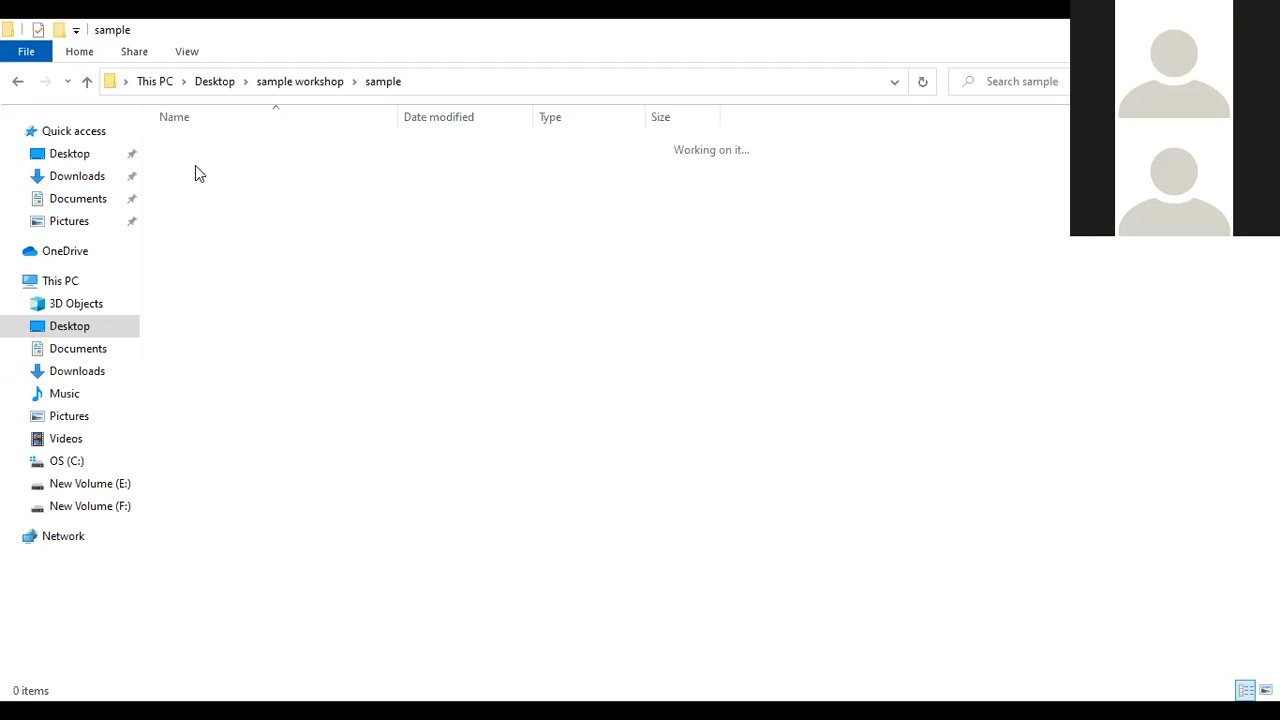 sample
File Home Share View
This PC Desktop sample workshop sample Search sample
Name Date modified Type Size
Working on it...
Quick access
Desktop
Downloads
Documents
Pictures
OneDrive
This PC
3D Objects
Desktop
Documents
Downloads
Music
Pictures
Videos
OS (C:)
New Volume (E:)
New Volume (F:)
Network
0 items